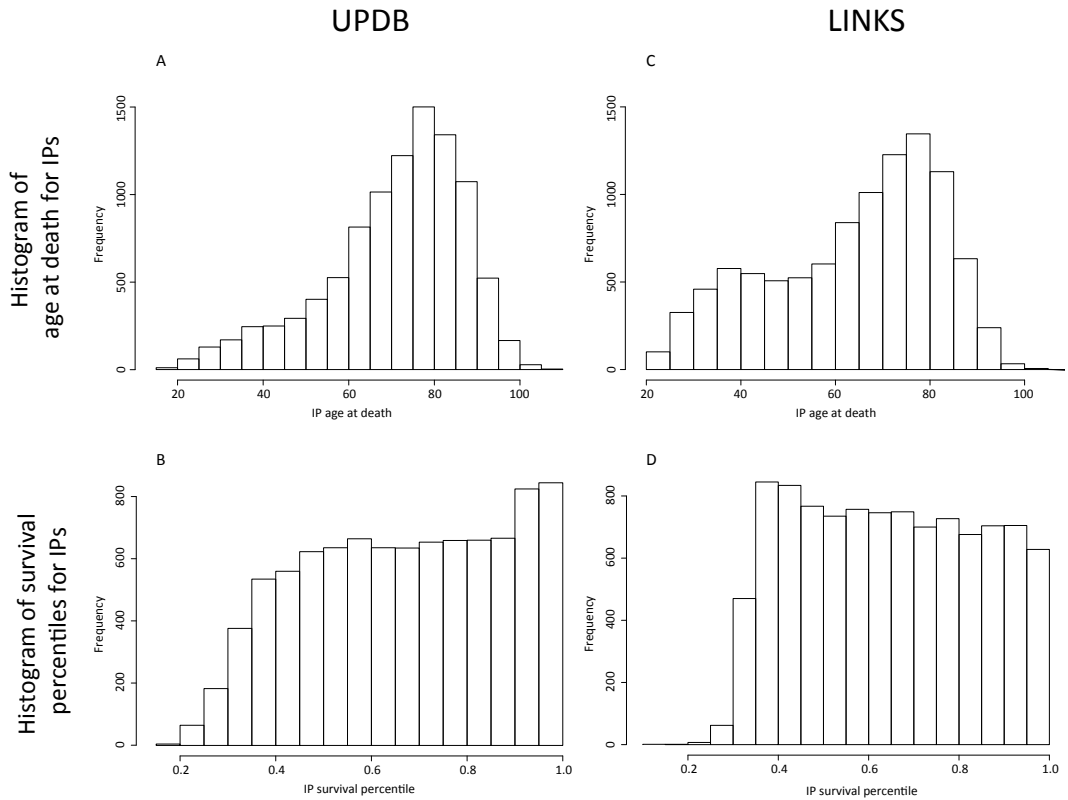 UPDB
LINKS
Histogram of
age at death for IPs
A
Frequency
0
500
1000
1500
20
40
60
80
100
IP age at death
C
Frequency
0
500
1000
1500
20
40
60
80
100
IP age at death
Histogram of survival
percentiles for IPs
B
Frequency
0
200
400
600
800
0.2
0.4
0.6
0.8
1.0
IP survival percentile
D
Frequency
0
200
400
600
800
0.2
0.4
0.6
0.8
1.0
IP survival percentile